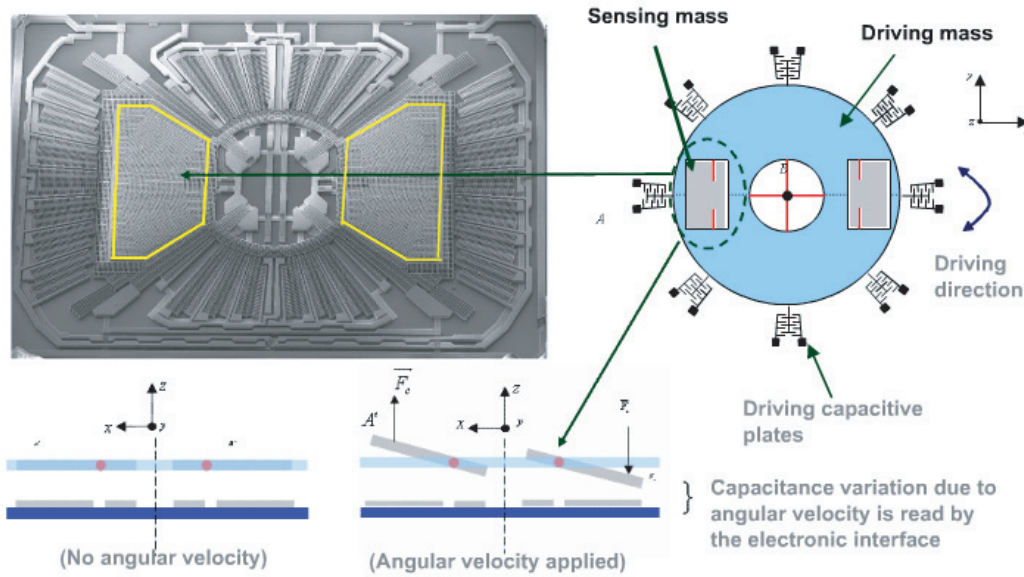 Sensing mass
Driving mass
y
z
B
A
Driving
direction
Driving capacitive
plates
z
x
y
(No angular velocity)
F_c
A'
z
x
y
F
(Angular velocity applied)
} Capacitance variation due to
angular velocity is read by
the electronic interface